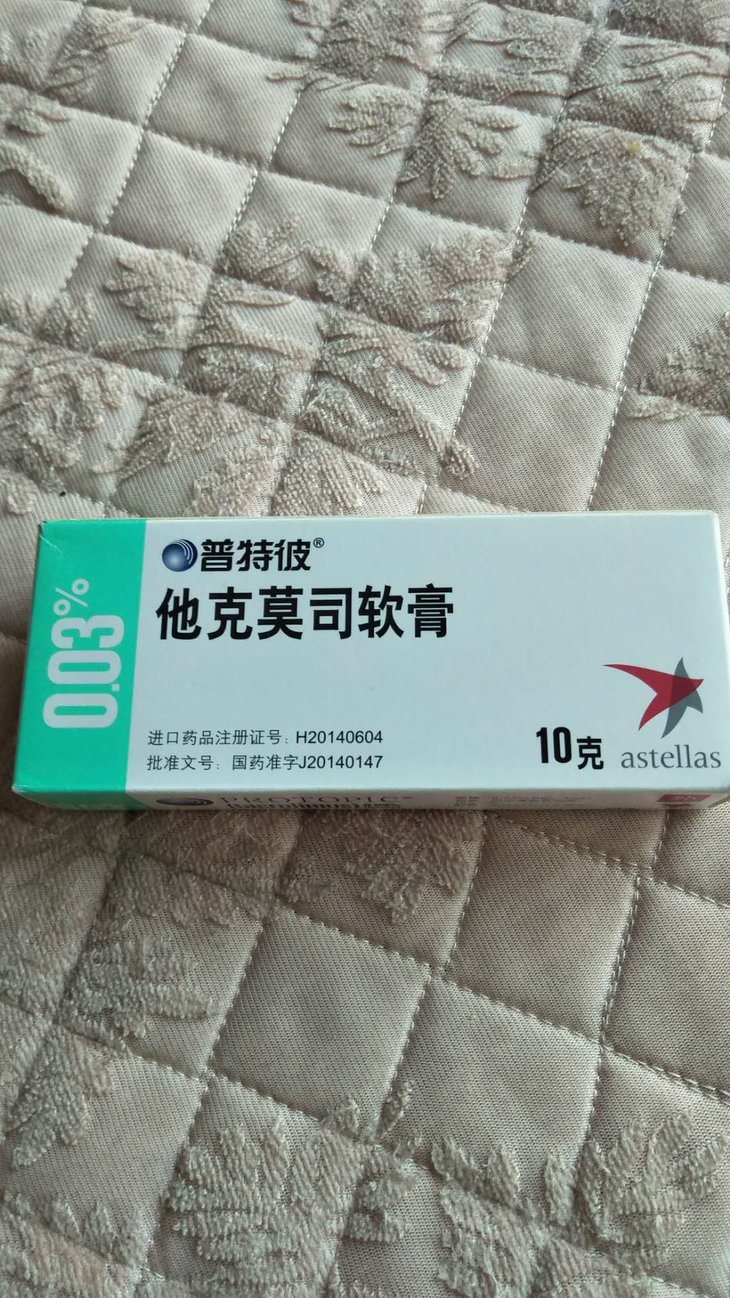 0.03%
普特彼®
他克莫司软膏
进口药品注册证号：H20140604
批准文号：国药准字J20140147
10克
astellas
PROTOPIC®